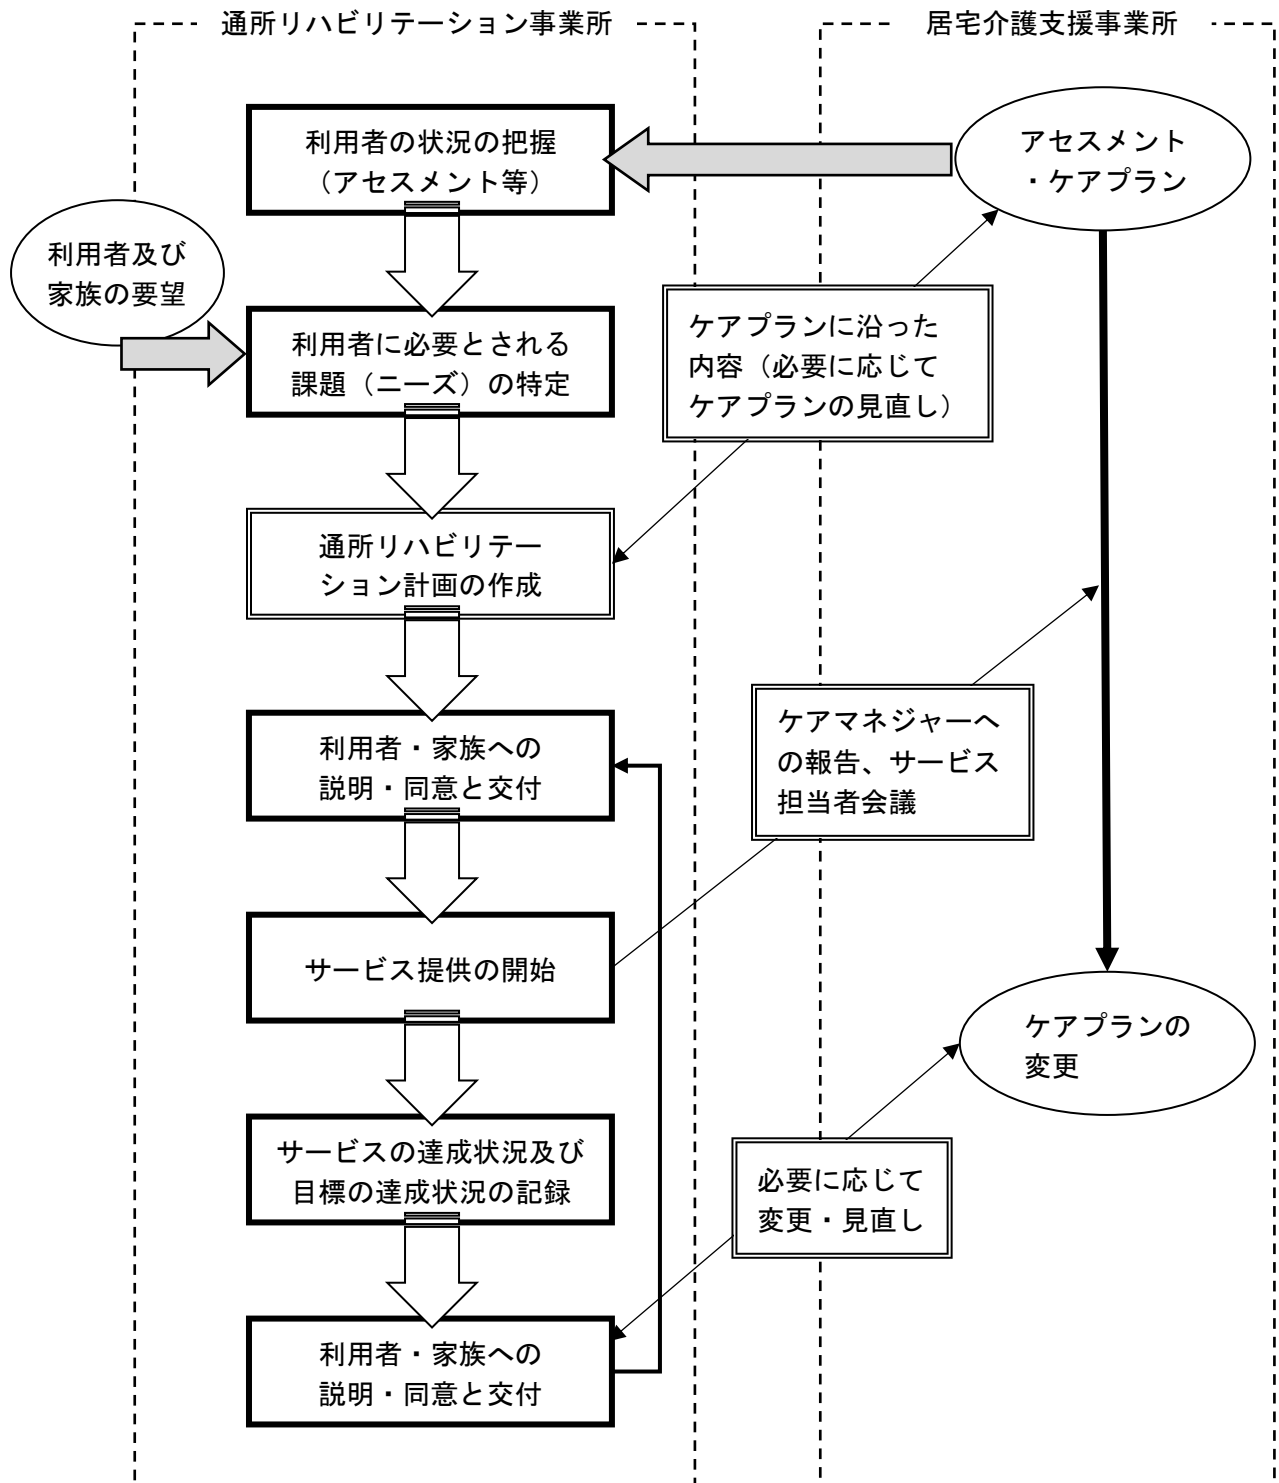 通所リハビリテーション事業所
居宅介護支援事業所
利用者の状況の把握
（アセスメント等）
アセスメント
・ケアプラン
利用者及び
家族の要望
利用者に必要とされる
課題（ニーズ）の特定
ケアプランに沿った
内容（必要に応じて
ケアプランの見直し）
通所リハビリテー
ション計画の作成
利用者・家族への
説明・同意と交付
ケアマネジャーへ
の報告、サービス
担当者会議
サービス提供の開始
ケアプランの
変更
サービスの達成状況及び
目標の達成状況の記録
必要に応じて
変更・見直し
利用者・家族への
説明・同意と交付